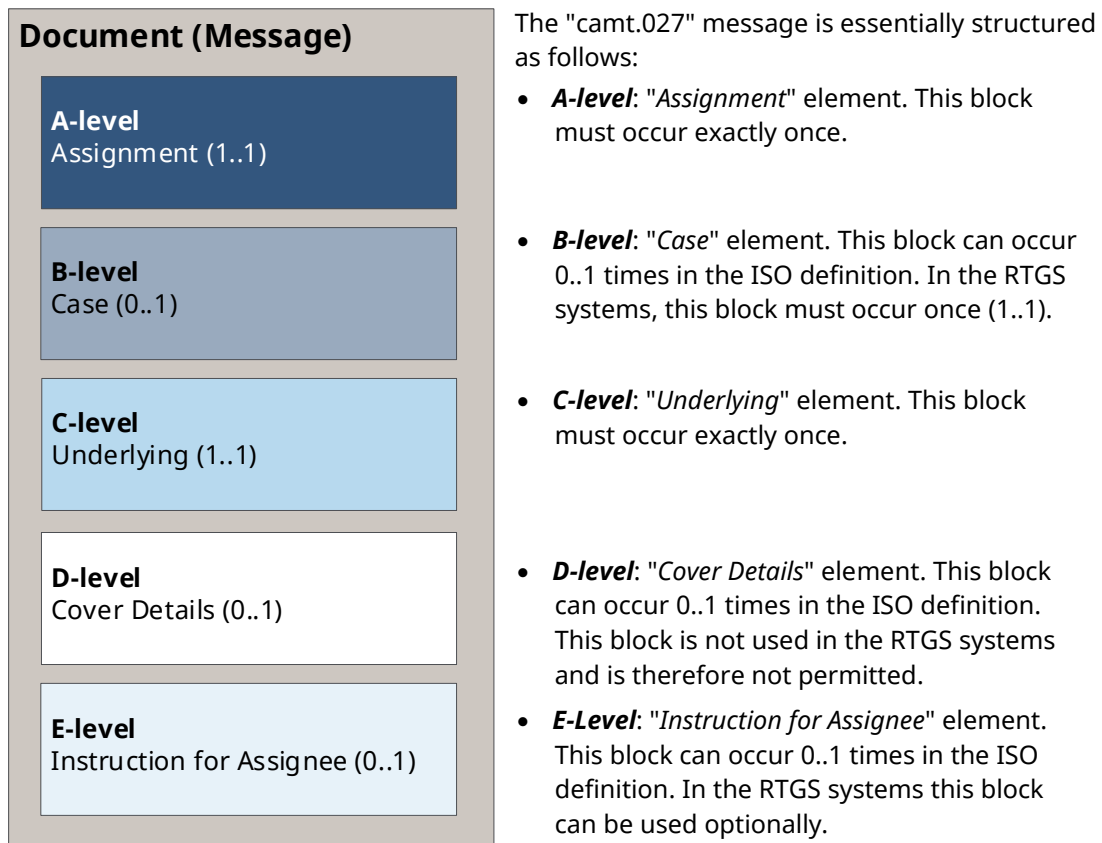 Document (Message)
A-level
Assignment (1..1)
B-level
Case (0..1)
C-level
Underlying (1..1)
D-level
Cover Details (0..1)
E-level
Instruction for Assignee (0..1)
The "camt.027" message is essentially structured
as follows:
• A-level: "Assignment" element. This block
must occur exactly once.
• B-level: "Case" element. This block can occur
0..1 times in the ISO definition. In the RTGS
systems, this block must occur once (1..1).
• C-level: "Underlying" element. This block
must occur exactly once.
• D-level: "Cover Details" element. This block
can occur 0..1 times in the ISO definition.
This block is not used in the RTGS systems
and is therefore not permitted.
• E-Level: "Instruction for Assignee" element.
This block can occur 0..1 times in the ISO
definition. In the RTGS systems this block
can be used optionally.